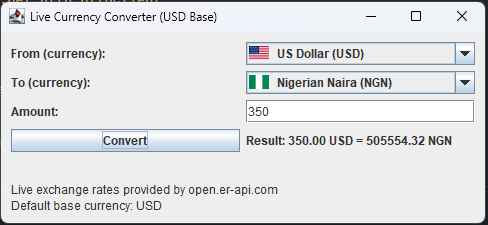 Live Currency Converter (USD Base)
From (currency): US Dollar (USD)
To (currency): Nigerian Naira (NGN)
Amount: 350
Convert Result: 350.00 USD = 505554.32 NGN
Live exchange rates provided by open.er-api.com
Default base currency: USD